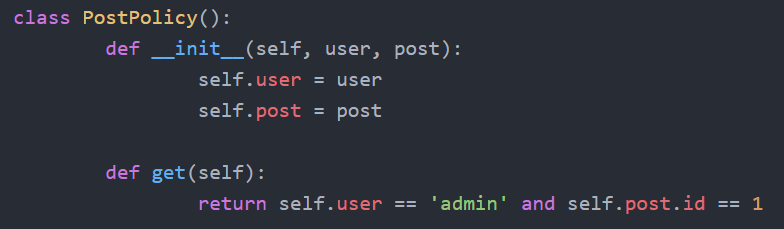 class PostPolicy():
        def __init__(self, user, post):
                self.user = user
                self.post = post

        def get(self):
                return self.user == 'admin' and self.post.id == 1